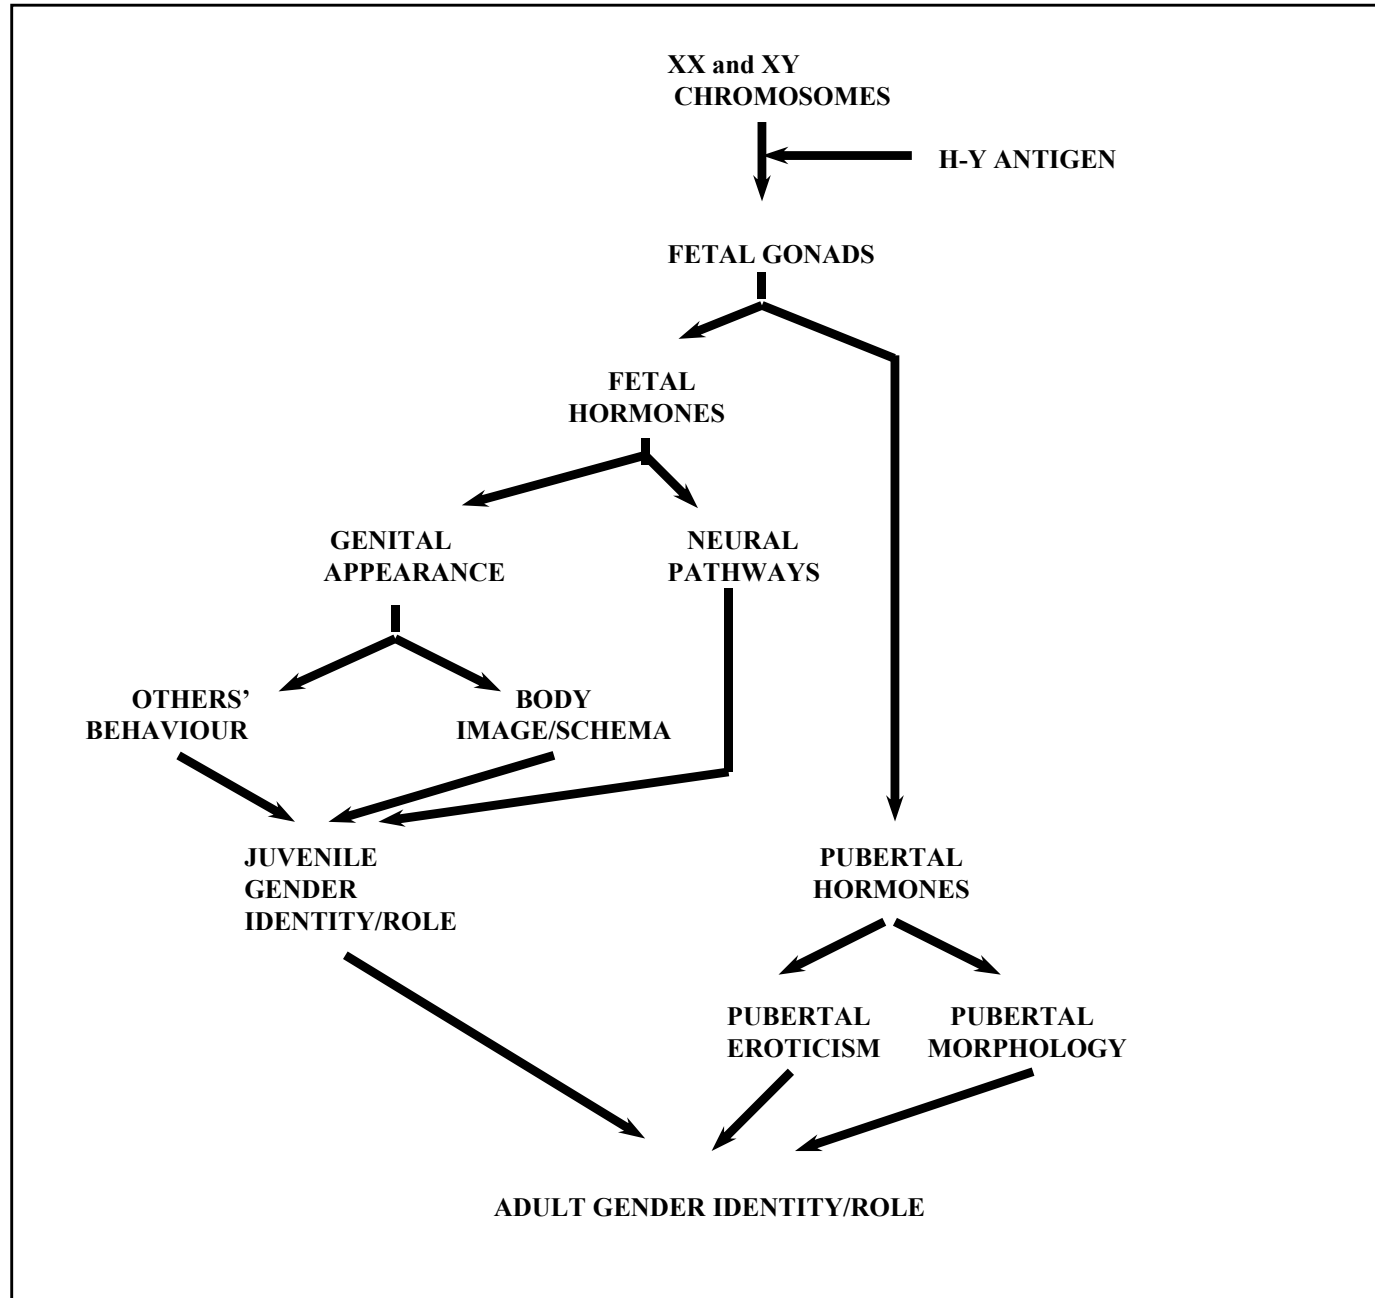 XX and XY
CHROMOSOMES
H-Y ANTIGEN
FETAL GONADS
FETAL
HORMONES
GENITAL
APPEARANCE
NEURAL
PATHWAYS
OTHERS’
BEHAVIOUR
BODY
IMAGE/SCHEMA
JUVENILE
GENDER
IDENTITY/ROLE
PUBERTAL
HORMONES
PUBERTAL
EROTICISM
PUBERTAL
MORPHOLOGY
ADULT GENDER IDENTITY/ROLE